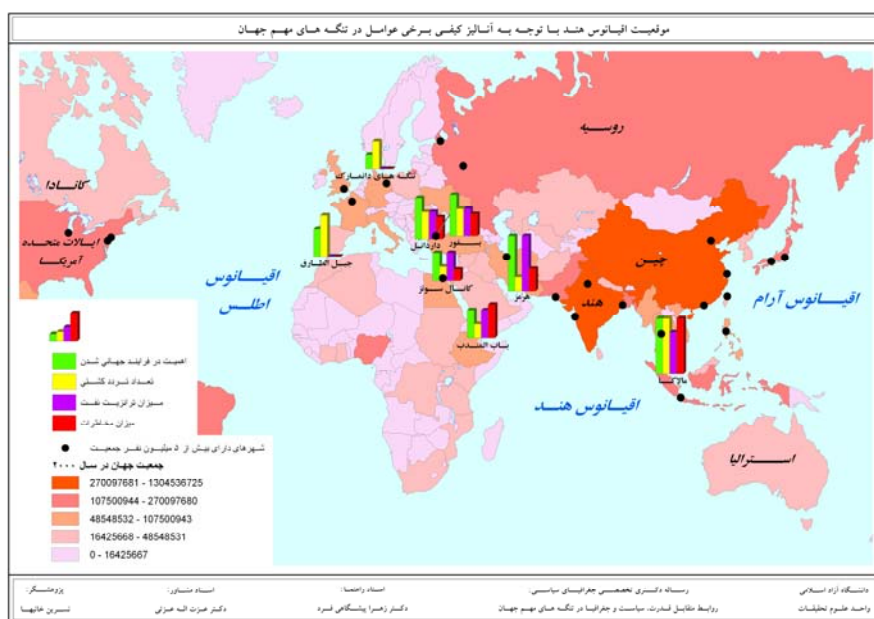 موقعیت اقیانوس هند با توجه به آنالیز کیفی برخی عوامل در تنگه های مهم جهان
روسیه
کانادا
تنگه های دانمارک
ایالات متحده
آمریکا
داردانل
بسفر
جبل الطارق
چین
اقیانوس
اطلس
کانال سوئز
هرمز
هند
اقیانوس آرام
باب المندب
مالاکا
اقیانوس هند
استرالیا
اهمیت در فرایند جهانی شدن
تعداد تردد کشتی
میزان ترانزیت نفت
میزان مخاطرات
شهرهای دارای بیش از ۵ میلیون نفر جمعیت
جمعیت جهان در سال ۲۰۰۰
270097681 - 1304536725
107500944 - 270097680
48548532 - 107500943
16425668 - 48548531
0 - 16425667
دانشگاه آزاد اسلامی
واحد علوم تحقیقات
رساله دکتری تخصصی جغرافیای سیاسی:
روابط متقابل قدرت، سیاست و جغرافیا در تنگه های مهم جهان
استاد راهنما:
دکتر زهرا پیشگاهی فرد
استاد مشاور:
دکتر عزت اله عزتی
پژوهشگر:
نسرین خانیها